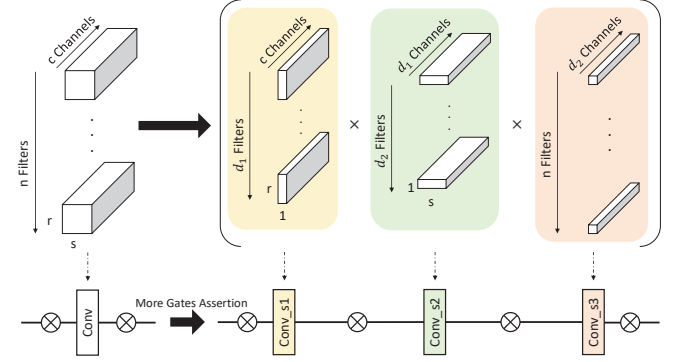 c Channels
n Filters
r
s
c Channels
d₁ Filters
r
1
×
d₁ Channels
d₂ Filters
1
s
×
d₂ Channels
n Filters
Conv
More Gates Assertion
Conv_s1
Conv_s2
Conv_s3